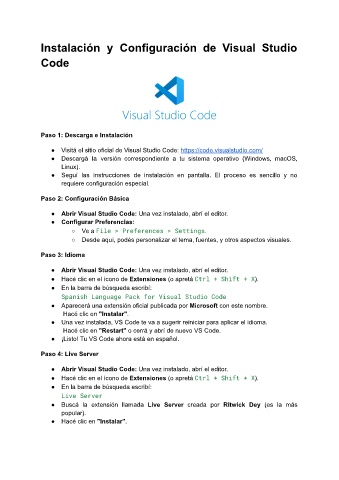 Instalación y Configuración de Visual Studio
Code
Visual Studio Code
Paso 1: Descarga e Instalación
● Visitá el sitio oficial de Visual Studio Code: https://code.visualstudio.com/
● Descargá la versión correspondiente a tu sistema operativo (Windows, macOS,
Linux).
● Seguí las instrucciones de instalación en pantalla. El proceso es sencillo y no
requiere configuración especial.
Paso 2: Configuración Básica
● Abrir Visual Studio Code: Una vez instalado, abrí el editor.
● Configurar Preferencias:
○ Ve a File > Preferences > Settings.
○ Desde aquí, podés personalizar el tema, fuentes, y otros aspectos visuales.
Paso 3: Idioma
● Abrir Visual Studio Code: Una vez instalado, abrí el editor.
● Hacé clic en el ícono de Extensiones (o apretá Ctrl + Shift + X).
● En la barra de búsqueda escribí:
Spanish Language Pack for Visual Studio Code
● Aparecerá una extensión oficial publicada por Microsoft con este nombre.
Hacé clic en "Instalar".
● Una vez instalada, VS Code te va a sugerir reiniciar para aplicar el idioma.
Hacé clic en "Restart" o cerrá y abrí de nuevo VS Code.
● ¡Listo! Tu VS Code ahora está en español.
Paso 4: Live Server
● Abrir Visual Studio Code: Una vez instalado, abrí el editor.
● Hacé clic en el ícono de Extensiones (o apretá Ctrl + Shift + X).
● En la barra de búsqueda escribí:
Live Server
● Buscá la extensión llamada Live Server creada por Ritwick Dey (es la más
popular).
● Hacé clic en "Instalar".